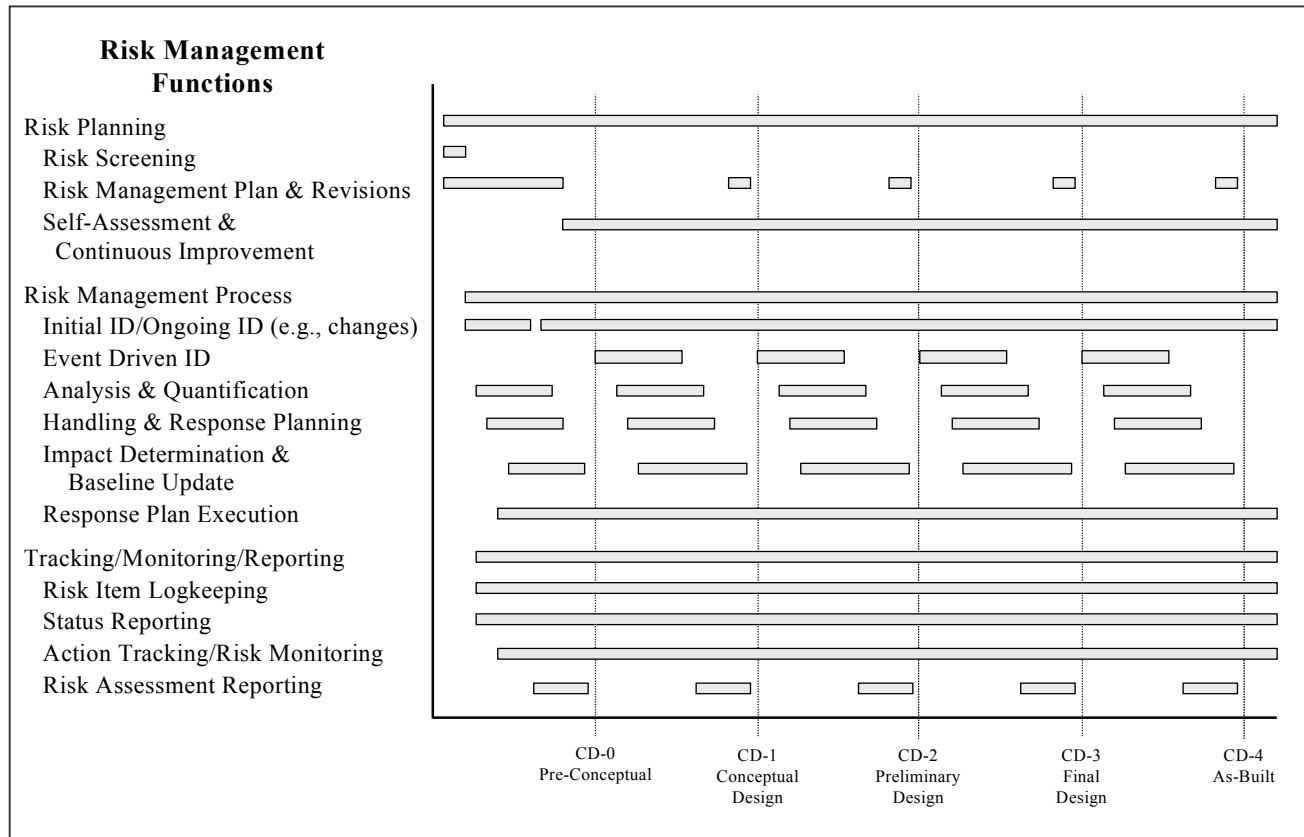 Risk Management
Functions
Risk Planning
Risk Screening
Risk Management Plan & Revisions
Self-Assessment &
Continuous Improvement
Risk Management Process
Initial ID/Ongoing ID (e.g., changes)
Event Driven ID
Analysis & Quantification
Handling & Response Planning
Impact Determination &
Baseline Update
Response Plan Execution
Tracking/Monitoring/Reporting
Risk Item Logkeeping
Status Reporting
Action Tracking/Risk Monitoring
Risk Assessment Reporting
CD-0
Pre-Conceptual
CD-1
Conceptual
Design
CD-2
Preliminary
Design
CD-3
Final
Design
CD-4
As-Built